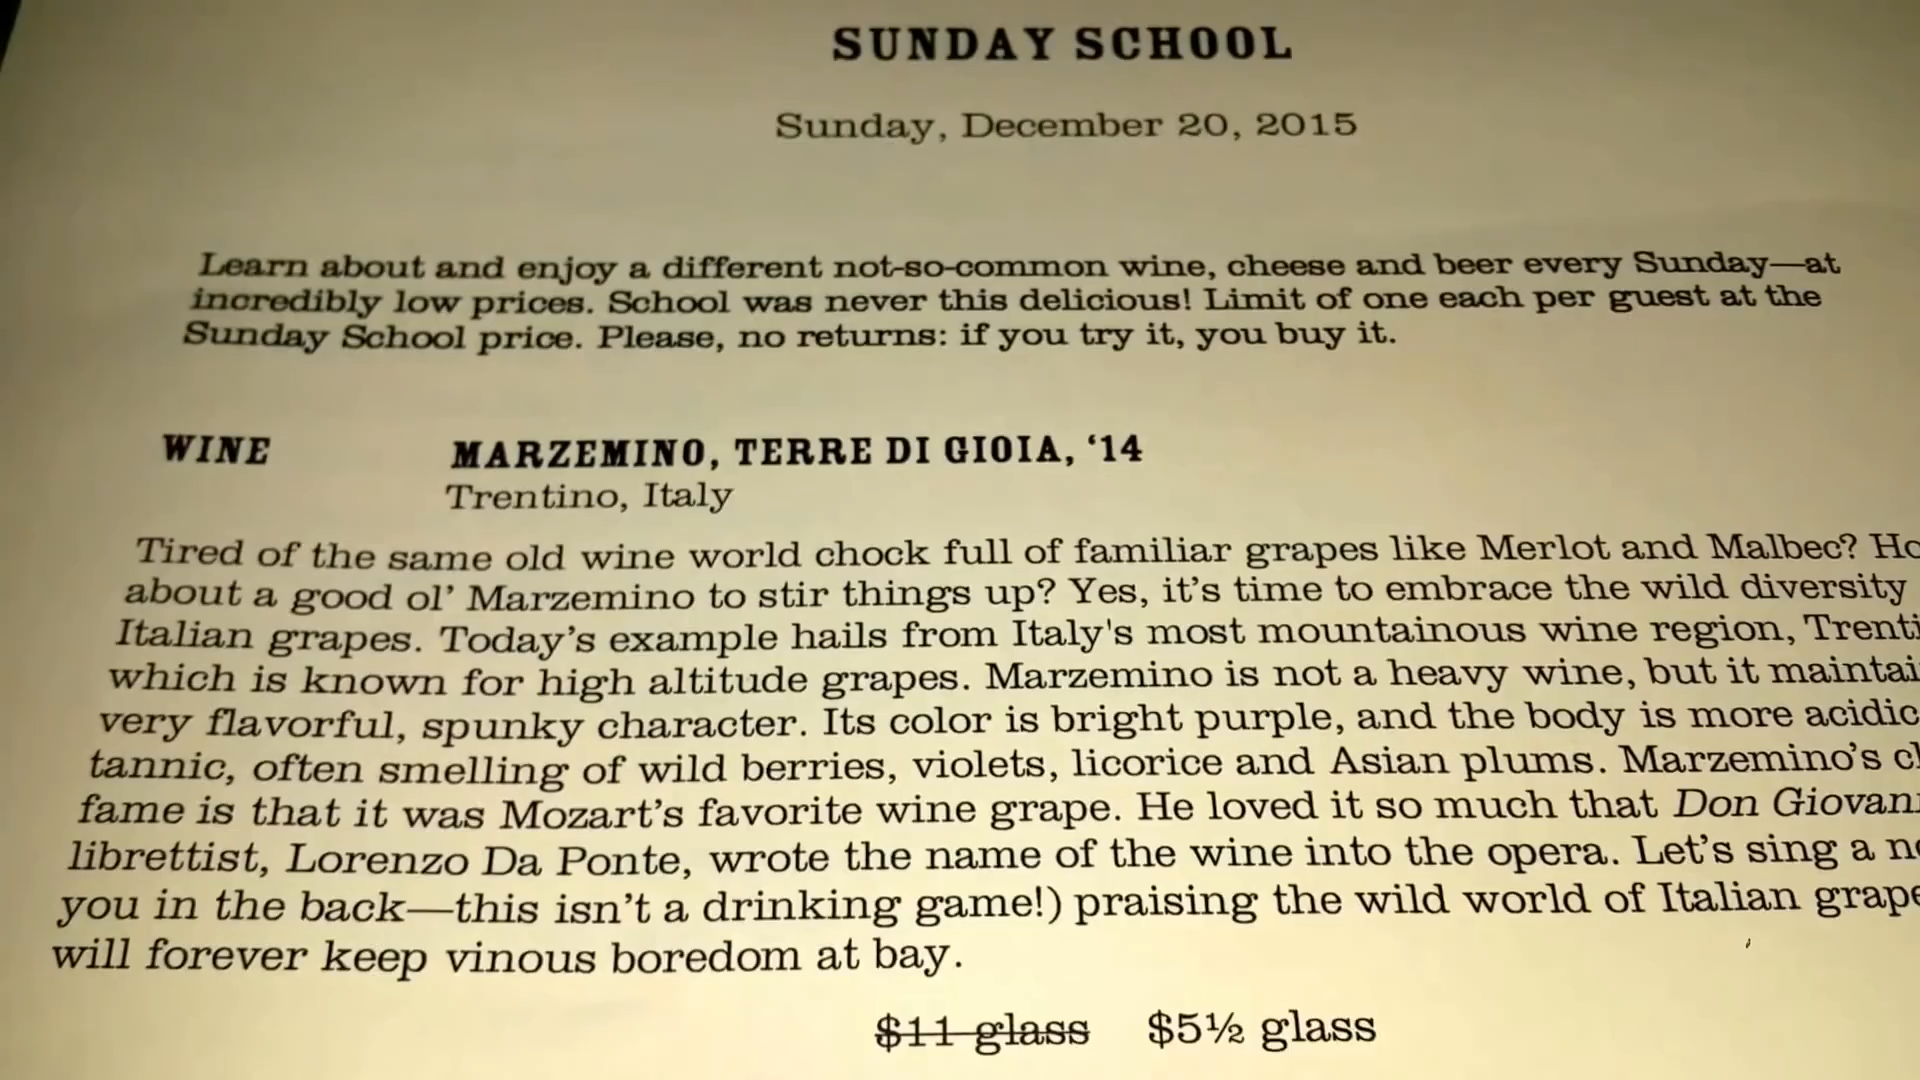 SUNDAY SCHOOL
Sunday, December 20, 2015
Learn about and enjoy a different not-so-common wine, cheese and beer every Sunday—at
incredibly low prices. School was never this delicious! Limit of one each per guest at the
Sunday School price. Please, no returns: if you try it, you buy it.
WINE MARZEMINO, TERRE DI GIOIA, ‘14
Trentino, Italy
Tired of the same old wine world chock full of familiar grapes like Merlot and Malbec?
about a good ol’ Marzemino to stir things up? Yes, it’s time to embrace the wild diversity
Italian grapes. Today’s example hails from Italy's most mountainous wine region,
which is known for high altitude grapes. Marzemino is not a heavy wine, but it
very flavorful, spunky character. Its color is bright purple, and the body is more acidic
tannic, often smelling of wild berries, violets, licorice and Asian plums. Marzemino’s
fame is that it was Mozart’s favorite wine grape. He loved it so much that Don
librettist, Lorenzo Da Ponte, wrote the name of the wine into the opera. Let’s sing a
you in the back—this isn’t a drinking game!) praising the wild world of Italian
will forever keep vinous boredom at bay.
$11 glass $5½ glass